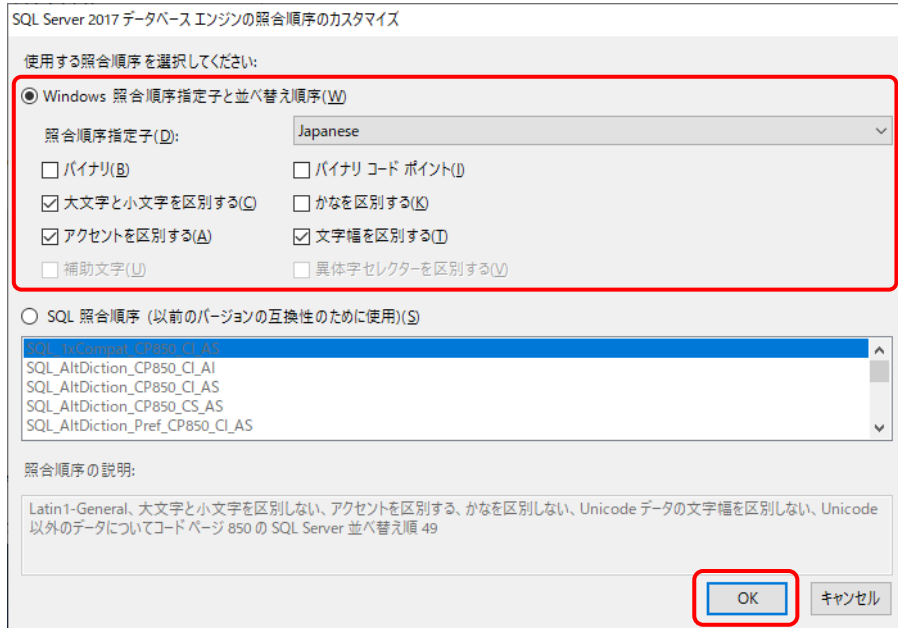 SQL Server 2017 データベース エンジンの照合順序のカスタマイズ
使用する照合順序を選択してください:
Windows 照合順序指定子と並べ替え順序(W)
照合順序指定子(D):
Japanese
バイナリ(B)
バイナリ コード ポイント(I)
大文字と小文字を区別する(C)
かなを区別する(K)
アクセントを区別する(A)
文字幅を区別する(T)
補助文字(U)
異体字セレクターを区別する(V)
SQL 照合順序 (以前のバージョンの互換性のために使用)(S)
SQL_1xCompat_CP850_CI_AS
SQL_AltDiction_CP850_CI_AI
SQL_AltDiction_CP850_CI_AS
SQL_AltDiction_CP850_CS_AS
SQL_AltDiction_Pref_CP850_CI_AS
照合順序の説明:
Latin1-General、大文字と小文字を区別しない、アクセントを区別する、かなを区別しない、Unicode データの文字幅を区別しない、Unicode
以外のデータについてコード ページ 850 の SQL Server 並べ替え順 49
OK
キャンセル